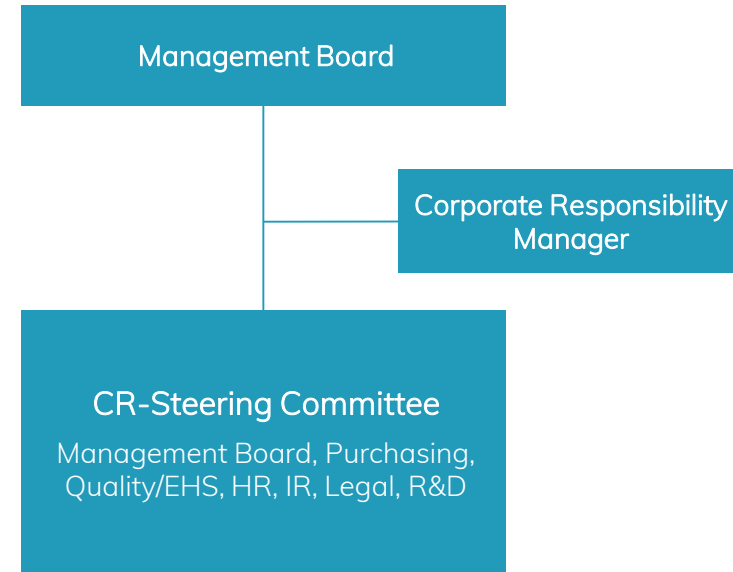 Management Board
Corporate Responsibility
Manager
CR-Steering Committee
Management Board, Purchasing,
Quality/EHS, HR, IR, Legal, R&D